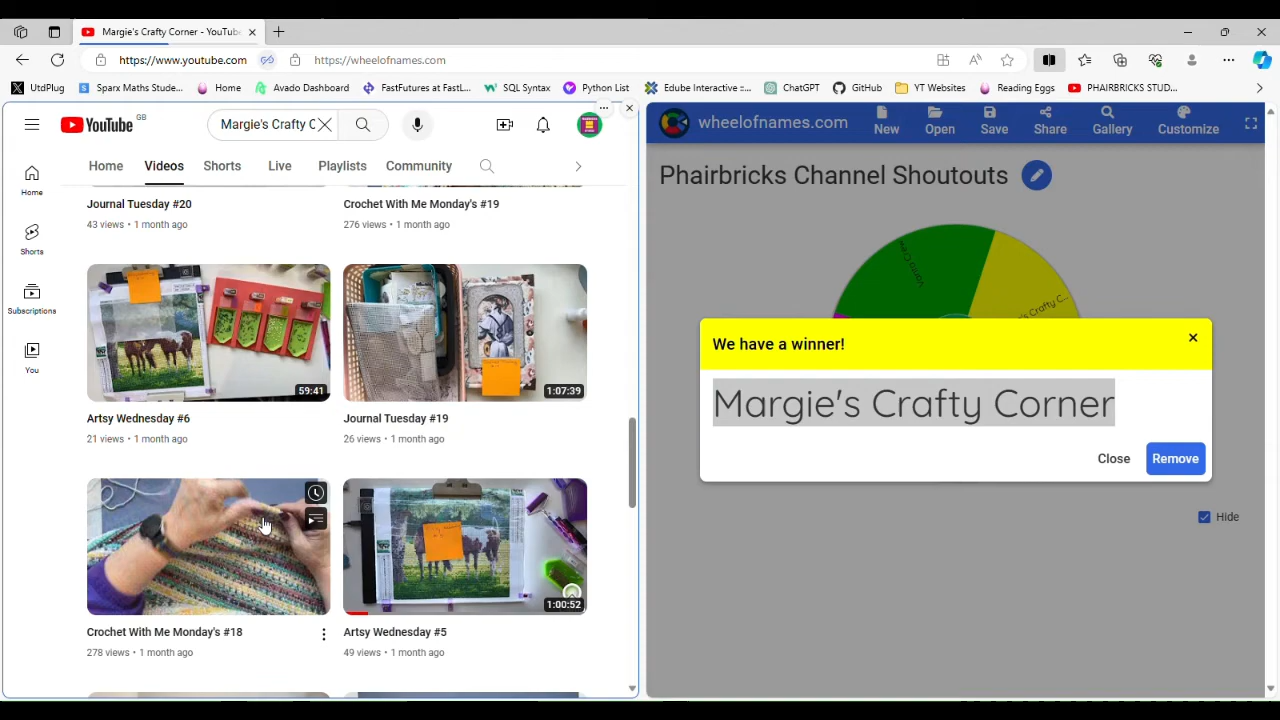 Margie's Crafty Corner - YouTub
https://www.youtube.com
https://wheelofnames.com
UtdPlug
Sparx Maths Stude...
Home
Avado Dashboard
FastFutures at FastL...
SQL Syntax
Python List
Edube Interactive ::...
ChatGPT
GitHub
YT Websites
Reading Eggs
PHAIRBRICKS STUD...
YouTube GB
Margie's Crafty C
Home
Videos
Shorts
Live
Playlists
Community
Home
Shorts
Subscriptions
You
Journal Tuesday #20
43 views • 1 month ago
Crochet With Me Monday's #19
276 views • 1 month ago
59:41
Artsy Wednesday #6
21 views • 1 month ago
1:07:39
Journal Tuesday #19
26 views • 1 month ago
Crochet With Me Monday's #18
278 views • 1 month ago
1:00:52
Artsy Wednesday #5
49 views • 1 month ago
wheelofnames.com
New
Open
Save
Share
Gallery
Customize
Phairbricks Channel Shoutouts
We have a winner!
Margie's Crafty Corner
Close
Remove
Hide